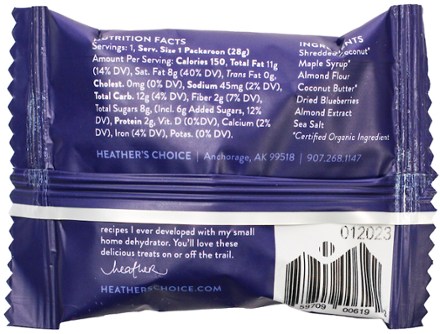 NUTRITION FACTS
Servings: 1, Serv. Size 1 Packaroon (28g)
Amount Per Serving: Calories 150, Total Fat 11g
(14% DV), Sat. Fat 8g (40% DV), Trans Fat 0g,
Cholest. 0mg (0% DV), Sodium 45mg (2% DV),
Total Carb. 12g (4% DV), Fiber 2g (7% DV),
Total Sugars 8g, (Incl. 6g Added Sugars, 12%
DV), Protein 2g, Vit. D (0%DV), Calcium (2%
DV), Iron (4% DV), Potas. (0% DV).
INGREDIENTS
Shredded Coconut*
Maple Syrup*
Almond Flour
Coconut Butter*
Dried Blueberries
Almond Extract
Sea Salt
*Certified Organic Ingredient
HEATHER'S CHOICE | Anchorage, AK 99518 | 907.268.1147
recipes I ever developed with my small
home dehydrator. You'll love these
delicious treats on or off the trail.
heather
HEATHERSCHOICE.COM
012023
59709 00619